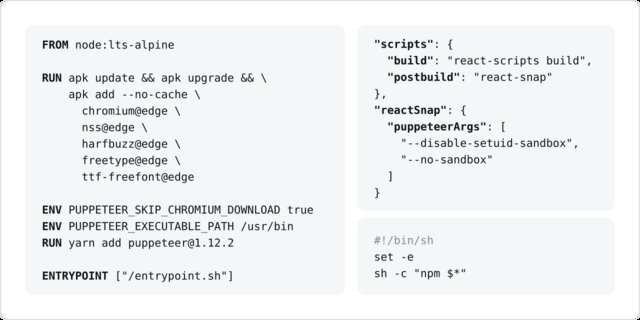 FROM node:lts-alpine
RUN apk update && apk upgrade && \
apk add --no-cache \
chromium@edge \
nss@edge \
harfbuzz@edge \
freetype@edge \
ttf-freefont@edge
ENV PUPPETEER_SKIP_CHROMIUM_DOWNLOAD true
ENV PUPPETEER_EXECUTABLE_PATH /usr/bin
RUN yarn add puppeteer@1.12.2
ENTRYPOINT ["/entrypoint.sh"]
"scripts": {
"build": "react-scripts build",
"postbuild": "react-snap"
},
"reactSnap": {
"puppeteerArgs": [
"--disable-setuid-sandbox",
"--no-sandbox"
]
}
#!/bin/sh
set -e
sh -c "npm $*"